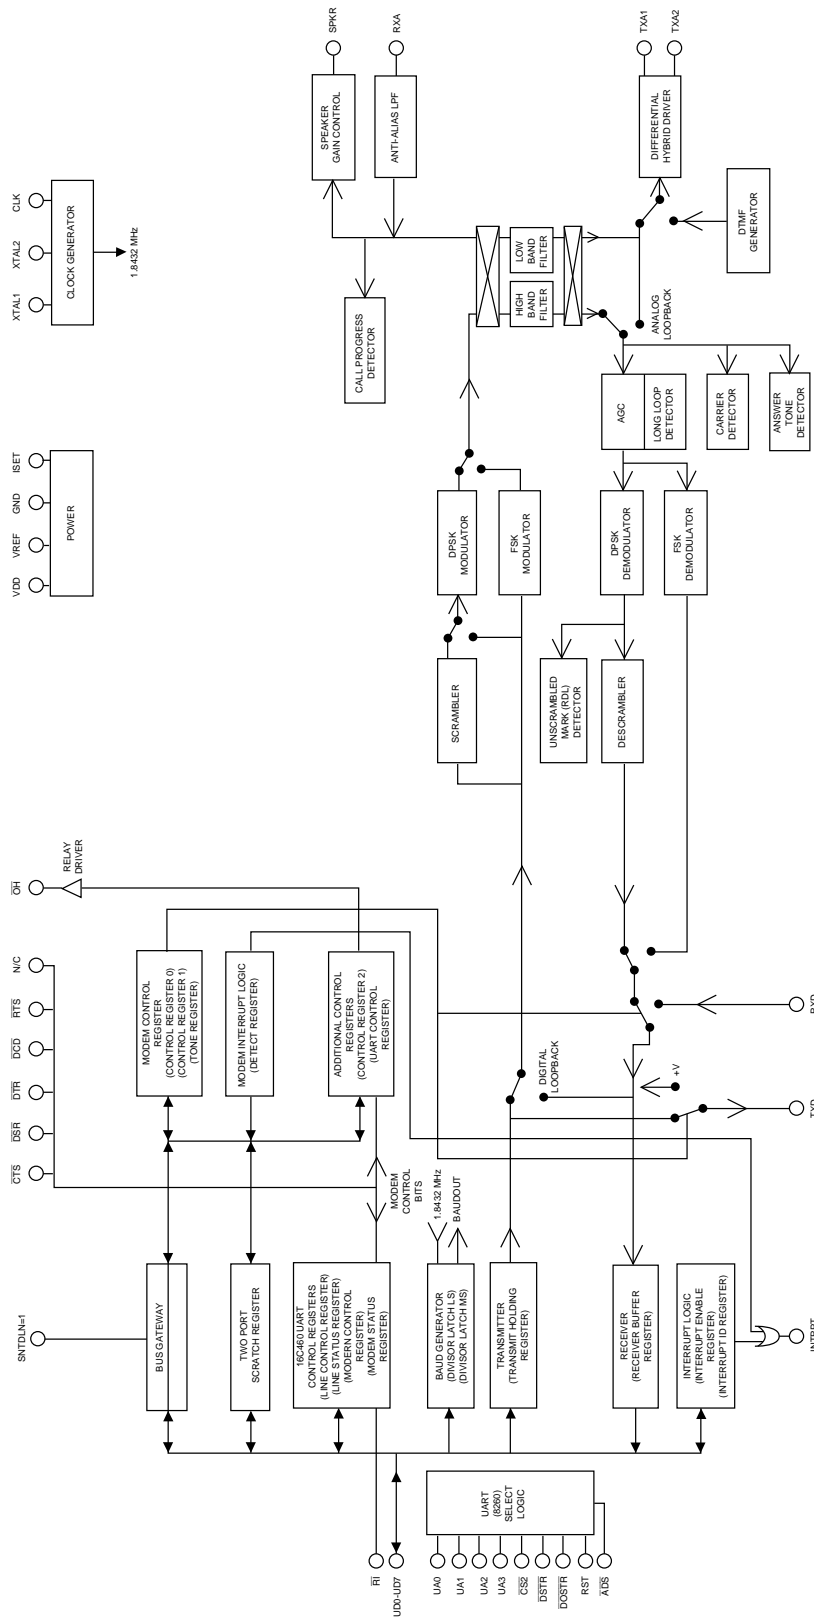 SNTDLN=1
CTS
DSR
DTR
DCD
RTS
N/C
OH
RELAY
DRIVER
VDD
VREF
GND
ISET
POWER
XTAL1
XTAL2
CLK
CLOCK GENERATOR
1.8432 MHz
BUS GATEWAY
TWO PORT
SCRATCH REGISTER
16C460 UART
CONTROL REGISTERS
(LINE CONTROL REGISTER)
(LINE STATUS REGISTER)
(MODERN CONTROL
REGISTER)
(MODEM STATUS
REGISTER)
MODEM CONTROL
REGISTER
(CONTROL REGISTER 0)
(CONTROL REGISTER 1)
(TONE REGISTER)
MODEM INTERRUPT LOGIC
(DETECT REGISTER)
ADDITIONAL CONTROL
REGISTERS
(CONTROL REGISTER 2)
(UART CONTROL
REGISTER)
MODEM
CONTROL
BITS
RI
UD0-UD7
UA0
UA1
UA2
UA3
CS2
DSTR
DOSTR
RST
ADS
UART
(8260)
SELECT
LOGIC
BAUD GENERATOR
(DIVISOR LATCH LS)
(DIVISOR LATCH MS)
1.8432 MHz
BAUDOUT
TRANSMITTER
(TRANSMIT HOLDING
REGISTER)
RECEIVER
(RECEIVER BUFFER
REGISTER)
INTERRUPT LOGIC
(INTERRUPT ENABLE
REGISTER)
(INTERRUPT ID REGISTER)
DIGITAL
LOOPBACK
+V
INTRPT
TXD
RXD
SCRAMBLER
DPSK
MODULATOR
FSK
MODULATOR
UNSCRAMBLED
MARK (RDL)
DETECTOR
DESCRAMBLER
DPSK
DEMODULATOR
FSK
DEMODULATOR
CALL PROGRESS
DETECTOR
SPEAKER
GAIN CONTROL
SPKR
ANTI-ALIAS LPF
RXA
HIGH
BAND
FILTER
LOW
BAND
FILTER
ANALOG
LOOPBACK
AGC
LONG LOOP
DETECTOR
CARRIER
DETECTOR
ANSWER
TONE
DETECTOR
DIFFERENTIAL
HYBRID DRIVER
TXA1
TXA2
DTMF
GENERATOR